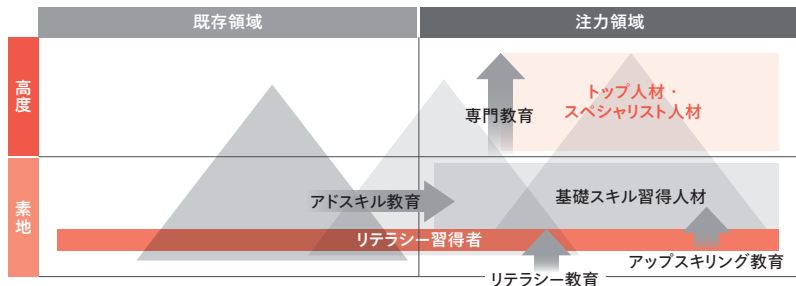 既存領域
注力領域
高度
トップ人材・
スペシャリスト人材
専門教育
素地
アドスキル教育
基礎スキル習得人材
リテラシー習得者
アップスキリング教育
リテラシー教育